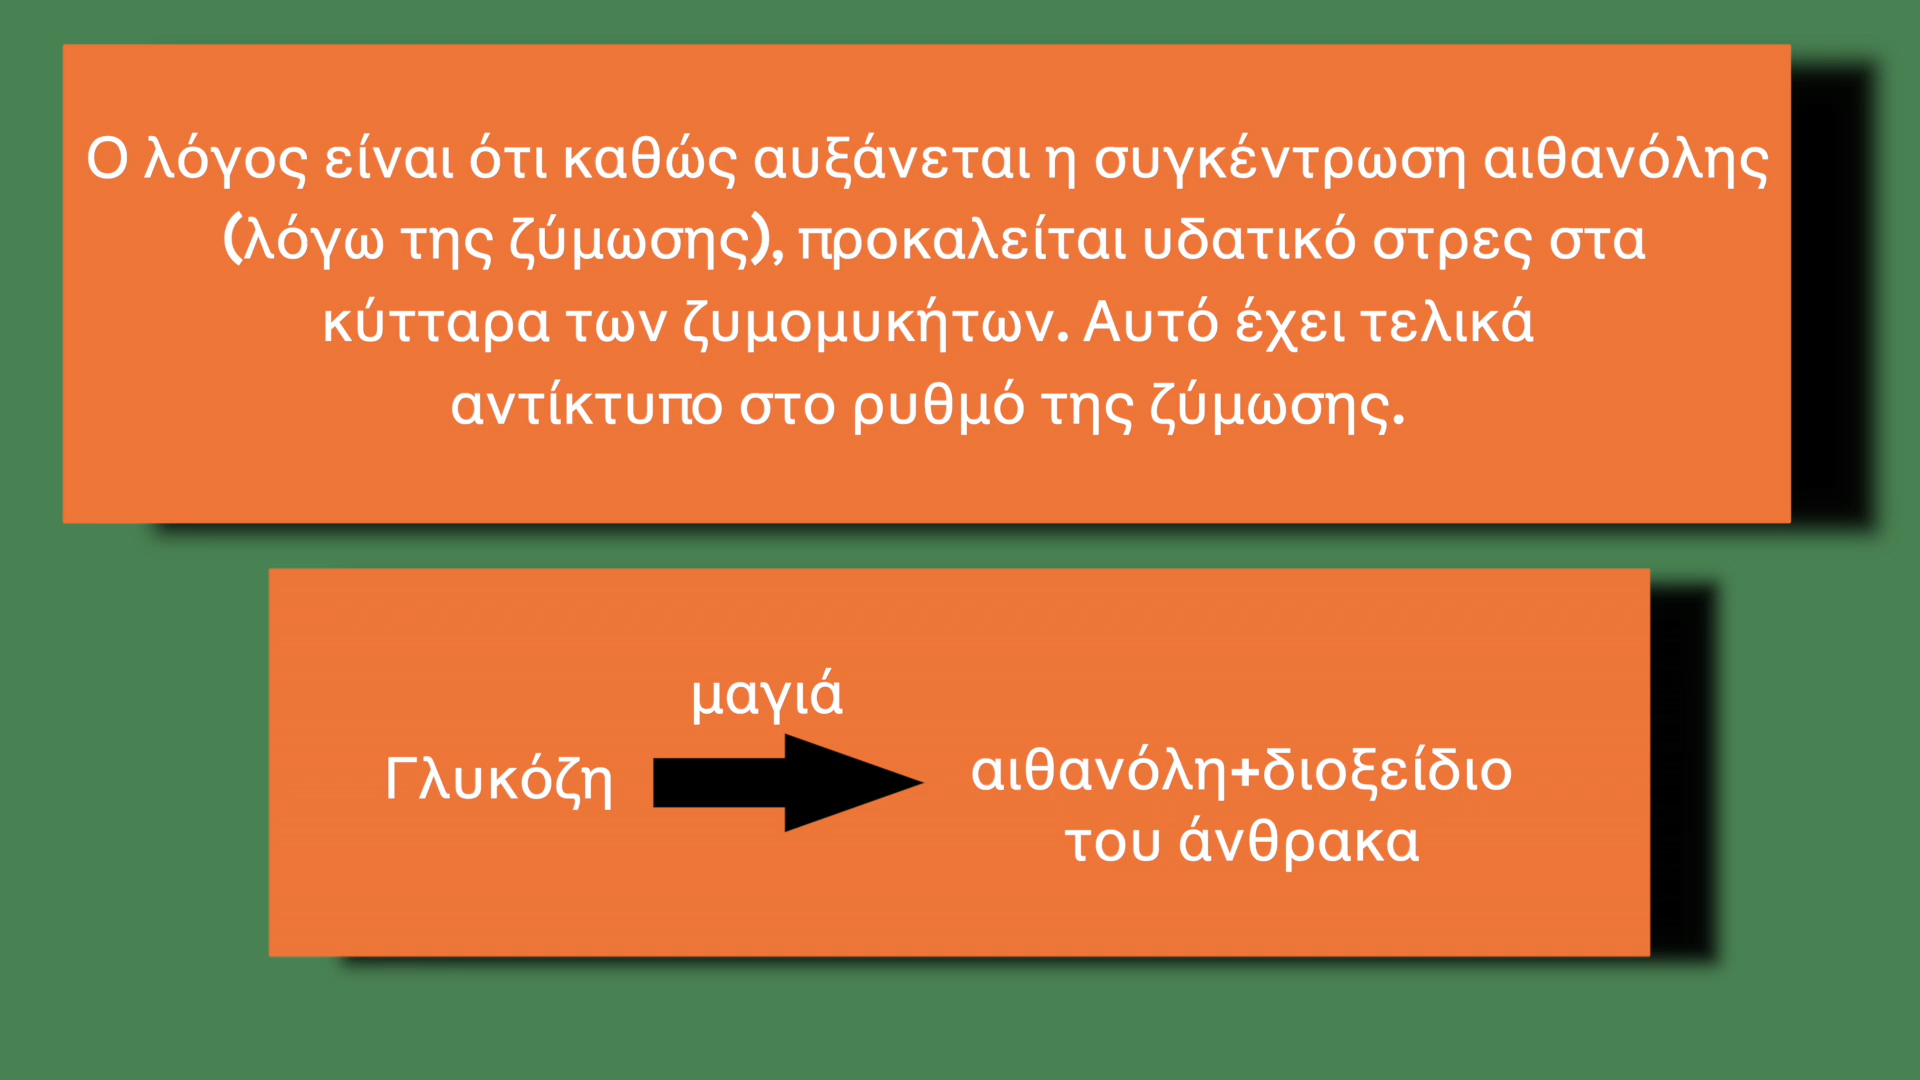 Ο λόγος είναι ότι καθώς αυξάνεται η συγκέντρωση αιθανόλης
(λόγω της ζύμωσης), προκαλείται υδατικό στρες στα
κύτταρα των ζυμομυκήτων. Αυτό έχει τελικά
αντίκτυπο στο ρυθμό της ζύμωσης.
μαγιά
Γλυκόζη
αιθανόλη+διοξείδιο
του άνθρακα